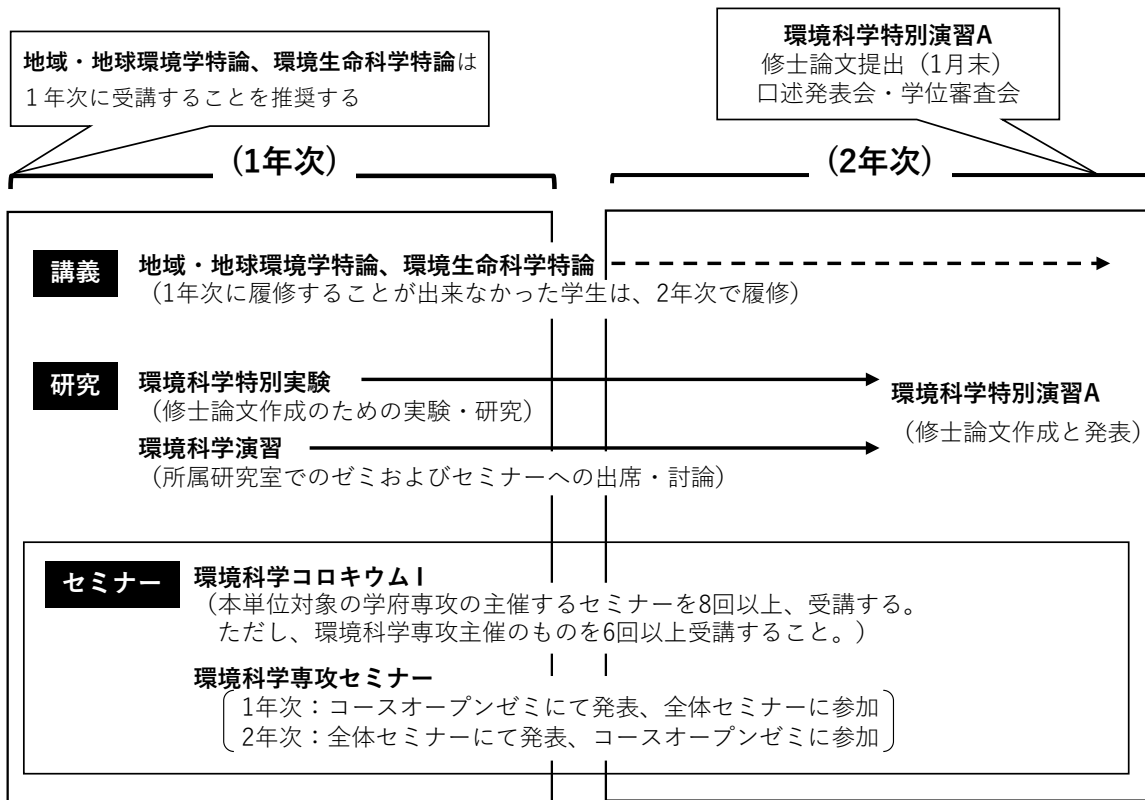 地域・地球環境学特論、環境生命科学特論は
１年次に受講することを推奨する
環境科学特別演習A
修士論文提出（1月末）
口述発表会・学位審査会
(1年次)
(2年次)
講義
地域・地球環境学特論、環境生命科学特論
（1年次に履修することが出来なかった学生は、2年次で履修）
研究
環境科学特別実験
（修士論文作成のための実験・研究）
環境科学演習
（所属研究室でのゼミおよびセミナーへの出席・討論）
環境科学特別演習A
（修士論文作成と発表）
セミナー
環境科学コロキウムⅠ
（本単位対象の学府専攻の主催するセミナーを8回以上、受講する。
ただし、環境科学専攻主催のものを6回以上受講すること。）
環境科学専攻セミナー
1年次：コースオープンゼミにて発表、全体セミナーに参加
2年次：全体セミナーにて発表、コースオープンゼミに参加